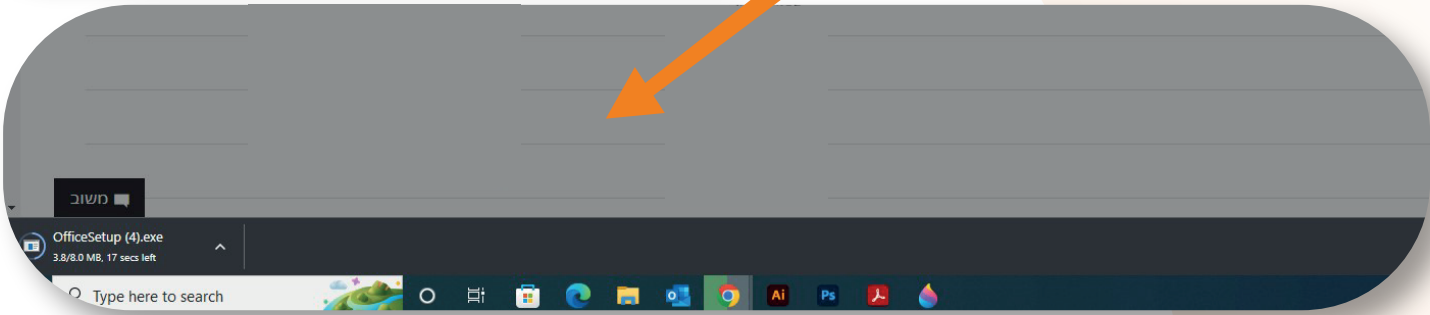 משוב
OfficeSetup (4).exe
3.8/8.0 MB, 17 secs left
Type here to search
Ai
Ps